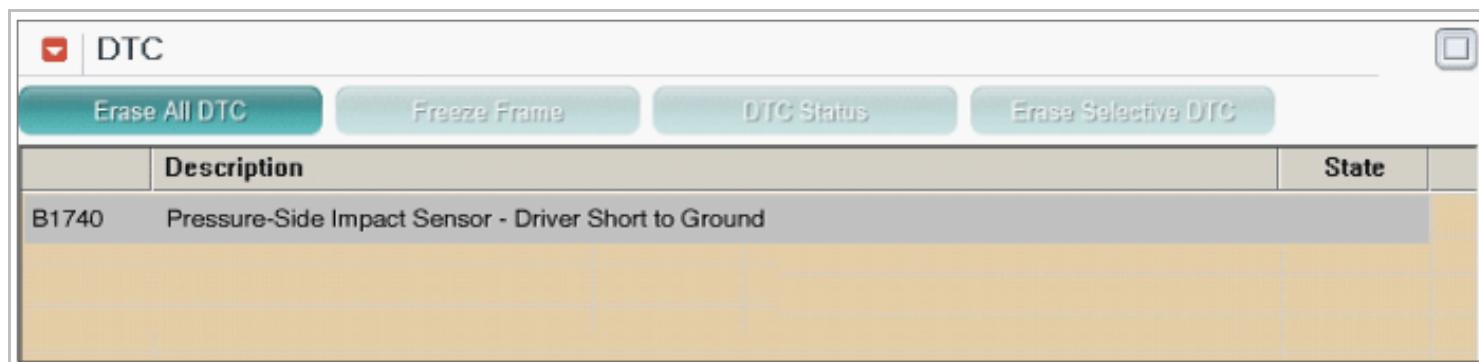 DTC
Erase All DTC Freeze Frame DTC Status Erase Selective DTC
Description State
B1740 Pressure-Side Impact Sensor - Driver Short to Ground